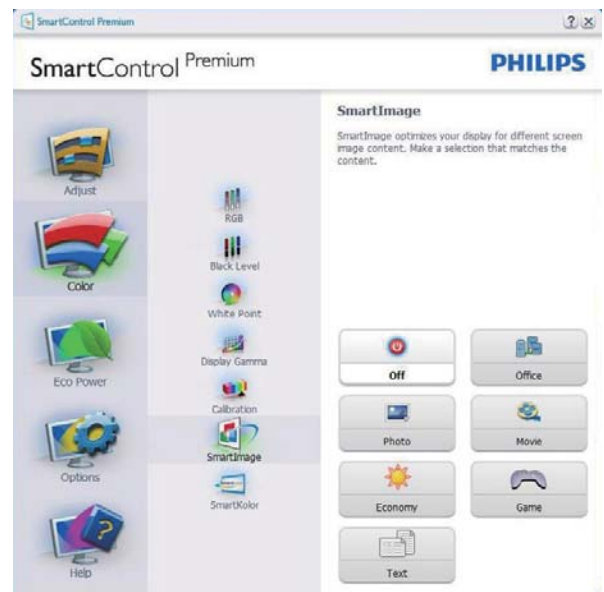 SmartControl Premium
SmartControl Premium
PHILIPS
Adjust
Color
Eco Power
Options
Help
RGB
Black Level
White Point
Display Gamma
Calibration
SmartImage
SmartKolor
SmartImage
SmartImage optimizes your display for different screen
image content. Make a selection that matches the
content.
Off
Office
Photo
Movie
Economy
Game
Text